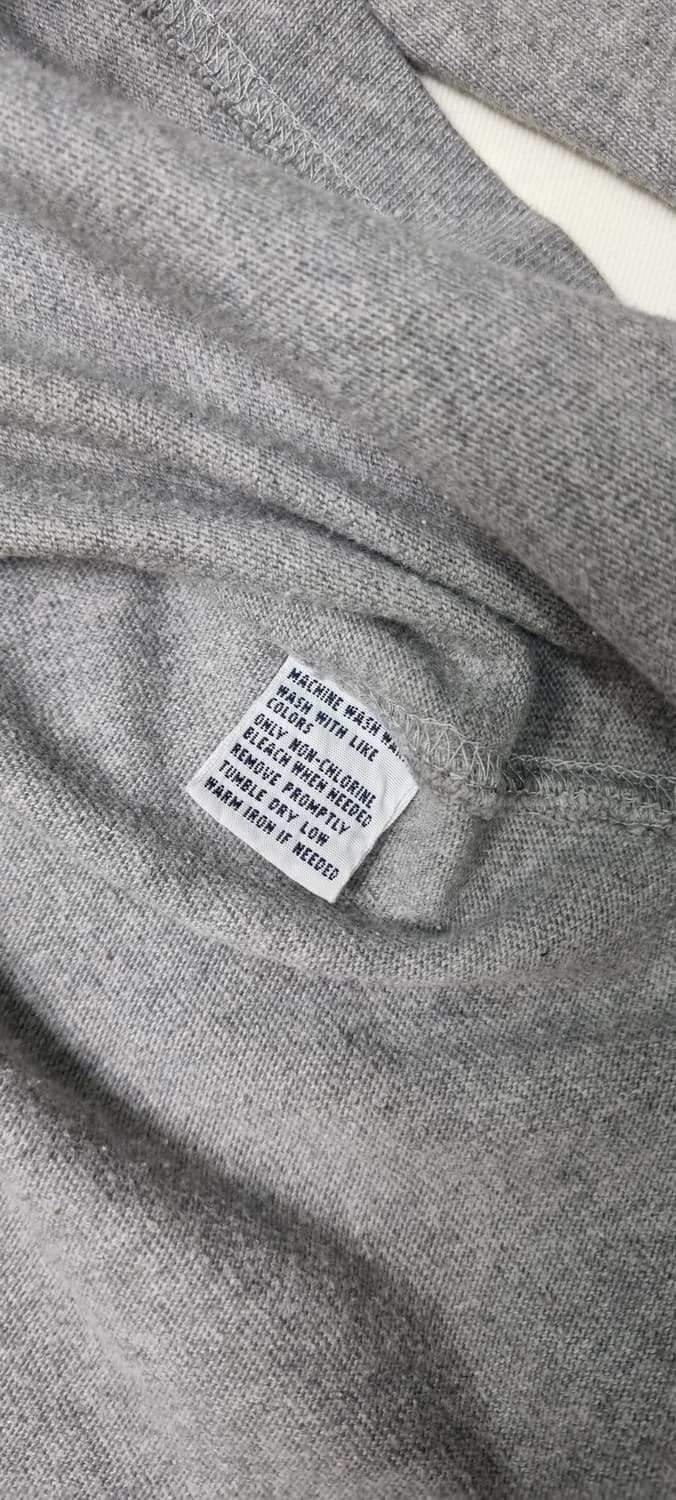 MACHINE WASH
WASH WITH LIKE
COLORS
ONLY NON-CHLORINE
BLEACH WHEN NEEDED
REMOVE PROMPTLY
TUMBLE DRY LOW
WARM IRON IF NEEDED